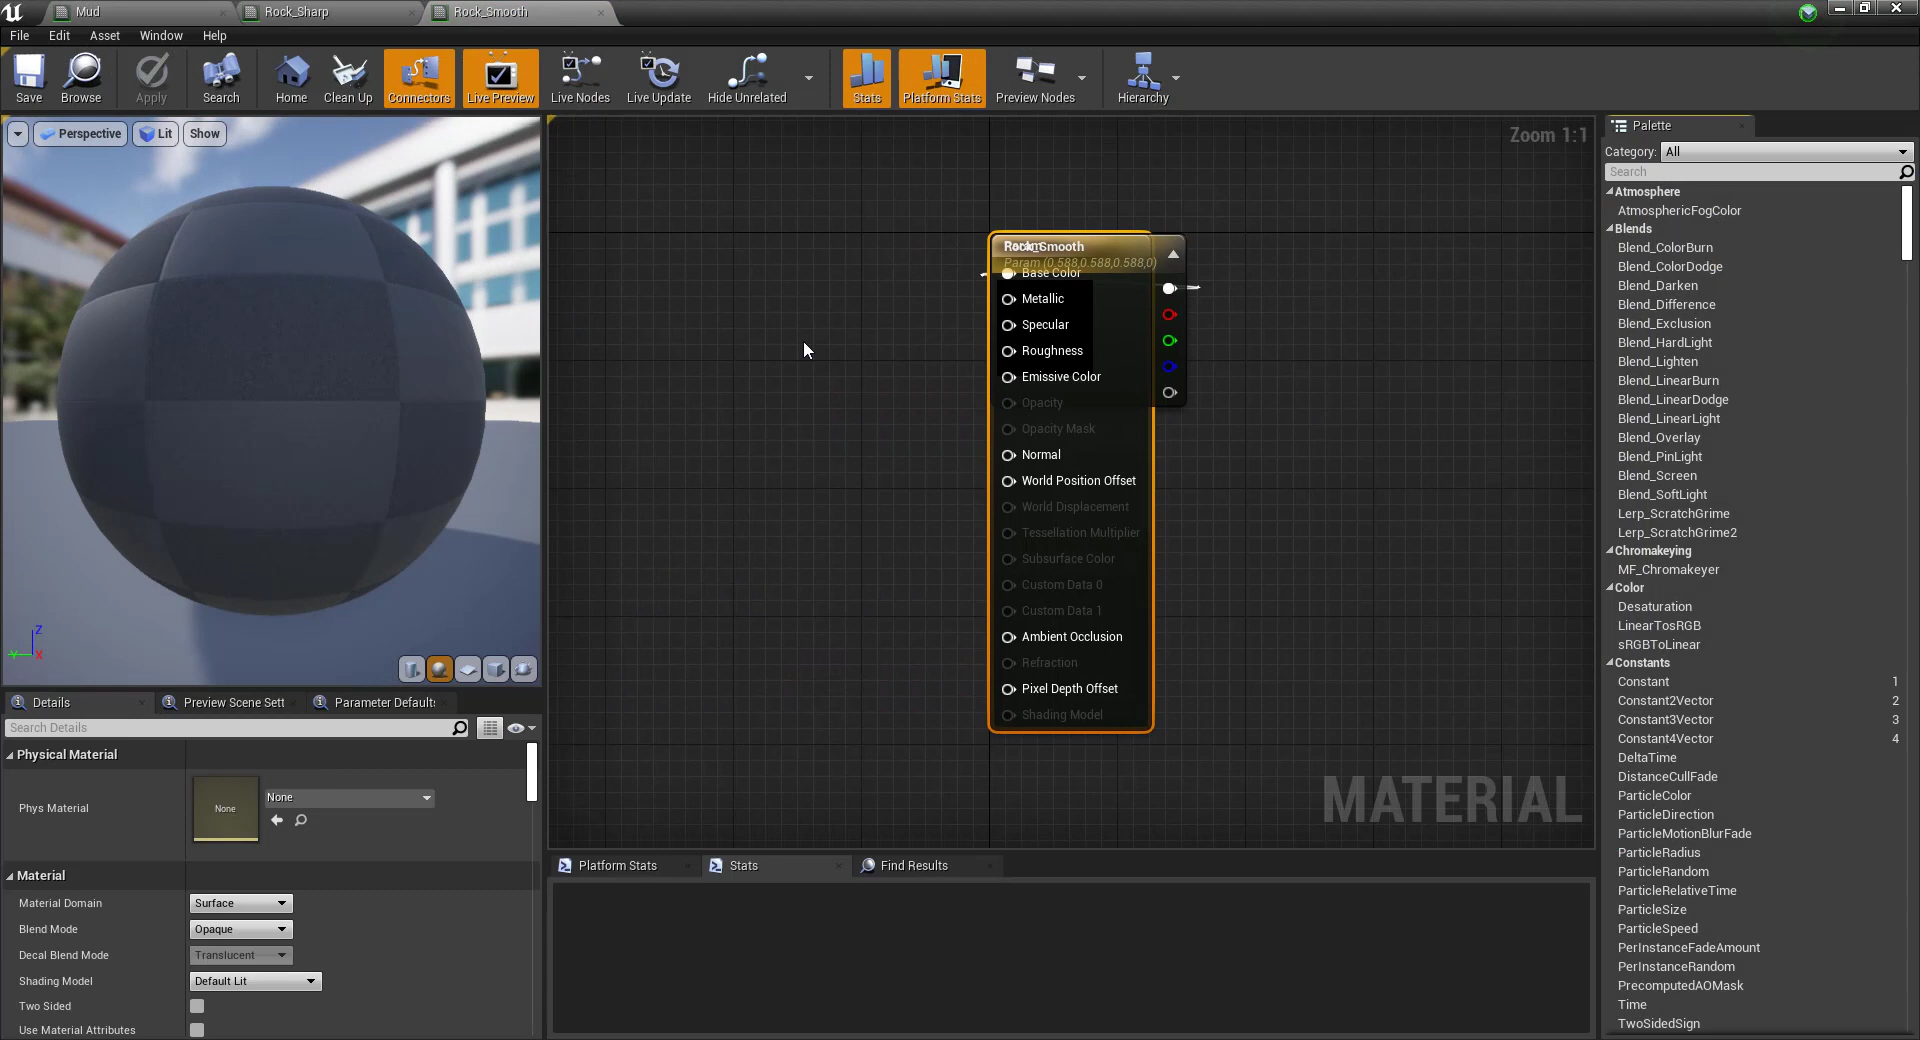 Mud
Rock_Sharp
Rock_Smooth
File
Edit
Asset
Window
Help
Save
Browse
Apply
Search
Home
Clean Up
Connectors
Live Preview
Live Nodes
Live Update
Hide Unrelated
Stats
Platform Stats
Preview Nodes
Hierarchy
Perspective
Lit
Show
Z
Y
X
Zoom 1:1
Rock_Smooth
Param
Param (0.588,0.588,0.588,0)
Base Color
Metallic
Specular
Roughness
Emissive Color
Opacity
Opacity Mask
Normal
World Position Offset
World Displacement
Tessellation Multiplier
Subsurface Color
Custom Data 0
Custom Data 1
Ambient Occlusion
Refraction
Pixel Depth Offset
Shading Model
MATERIAL
Details
Preview Scene Sett
Parameter Defaults
Search Details
Physical Material
Phys Material
None
None
Material
Material Domain
Surface
Blend Mode
Opaque
Decal Blend Mode
Translucent
Shading Model
Default Lit
Two Sided
Use Material Attributes
Platform Stats
Stats
Find Results
Palette
Category:
All
Search
Atmosphere
AtmosphericFogColor
Blends
Blend_ColorBurn
Blend_ColorDodge
Blend_Darken
Blend_Difference
Blend_Exclusion
Blend_HardLight
Blend_Lighten
Blend_LinearBurn
Blend_LinearDodge
Blend_LinearLight
Blend_Overlay
Blend_PinLight
Blend_Screen
Blend_SoftLight
Lerp_ScratchGrime
Lerp_ScratchGrime2
Chromakeying
MF_Chromakeyer
Color
Desaturation
LinearTosRGB
sRGBToLinear
Constants
Constant 1
Constant2Vector 2
Constant3Vector 3
Constant4Vector 4
DeltaTime
DistanceCullFade
ParticleColor
ParticleDirection
ParticleMotionBlurFade
ParticleRadius
ParticleRandom
ParticleRelativeTime
ParticleSize
ParticleSpeed
PerInstanceFadeAmount
PerInstanceRandom
PrecomputedAOMask
Time
TwoSidedSign